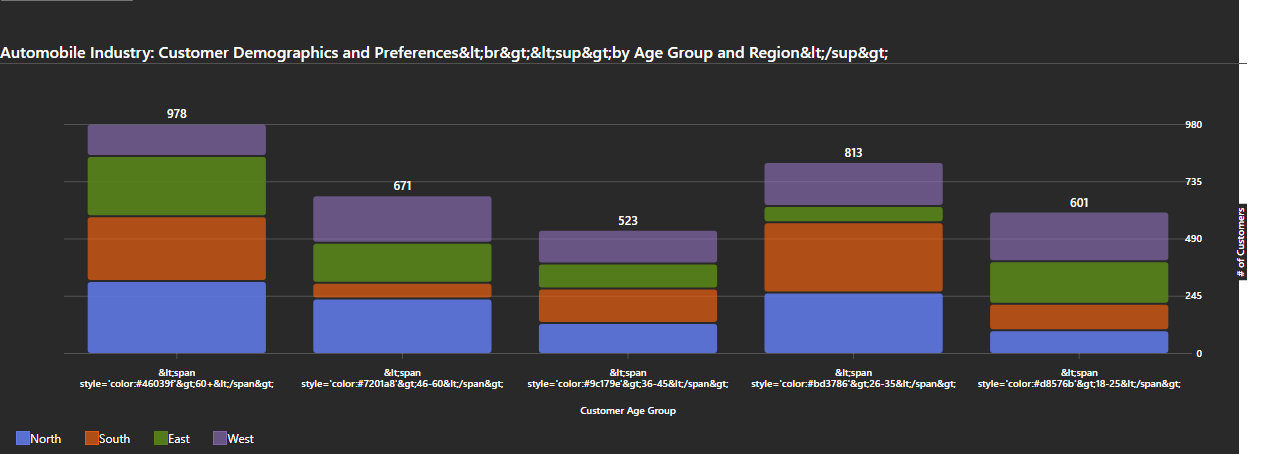 Automobile Industry: Customer Demographics and Preferences&lt;br&gt;&lt;sup&gt;by Age Group and Region&lt;/sup&gt;
978
671
523
813
601
980
735
490
245
0
# of Customers
&lt;span
style='color:#46039f'&gt;60+&lt;/span&gt;
&lt;span
style='color:#7201a8'&gt;46-60&lt;/span&gt;
&lt;span
style='color:#9c179e'&gt;36-45&lt;/span&gt;
&lt;span
style='color:#bd3786'&gt;26-35&lt;/span&gt;
&lt;span
style='color:#d8576b'&gt;18-25&lt;/span&gt;
Customer Age Group
North
South
East
West